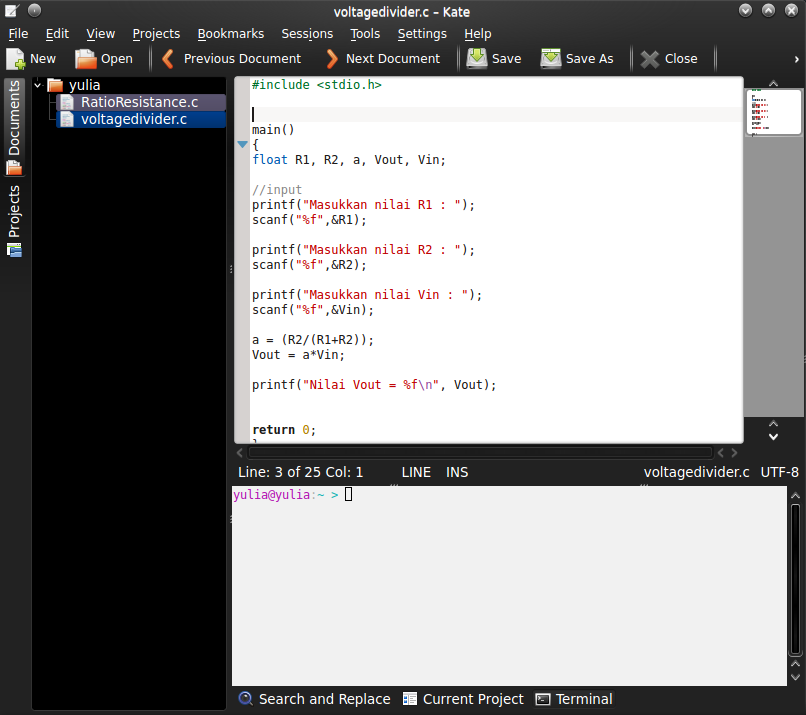 voltagedivider.c – Kate
File Edit View Projects Bookmarks Sessions Tools Settings Help
New Open Previous Document Next Document Save Save As Close
Documents
Projects
yulia
RatioResistance.c
voltagedivider.c
#include <stdio.h>
main()
{
float R1, R2, a, Vout, Vin;
//input
printf("Masukkan nilai R1 : ");
scanf("%f",&R1);
printf("Masukkan nilai R2 : ");
scanf("%f",&R2);
printf("Masukkan nilai Vin : ");
scanf("%f",&Vin);
a = (R2/(R1+R2));
Vout = a*Vin;
printf("Nilai Vout = %f\n", Vout);
return 0;
Line: 3 of 25 Col: 1 LINE INS voltagedivider.c UTF-8
yulia@yulia:~ >
Search and Replace Current Project Terminal